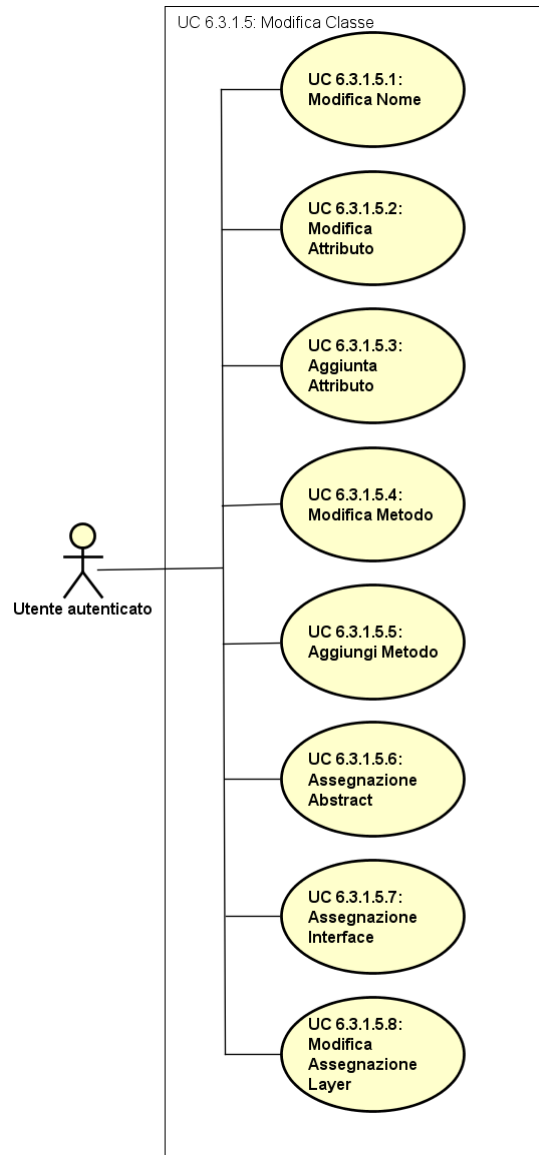 UC 6.3.1.5: Modifica Classe
UC 6.3.1.5.1:
Modifica Nome
UC 6.3.1.5.2:
Modifica
Attributo
UC 6.3.1.5.3:
Aggiunta
Attributo
UC 6.3.1.5.4:
Modifica Metodo
Utente autenticato
UC 6.3.1.5.5:
Aggiungi Metodo
UC 6.3.1.5.6:
Assegnazione
Abstract
UC 6.3.1.5.7:
Assegnazione
Interface
UC 6.3.1.5.8:
Modifica
Assegnazione
Layer